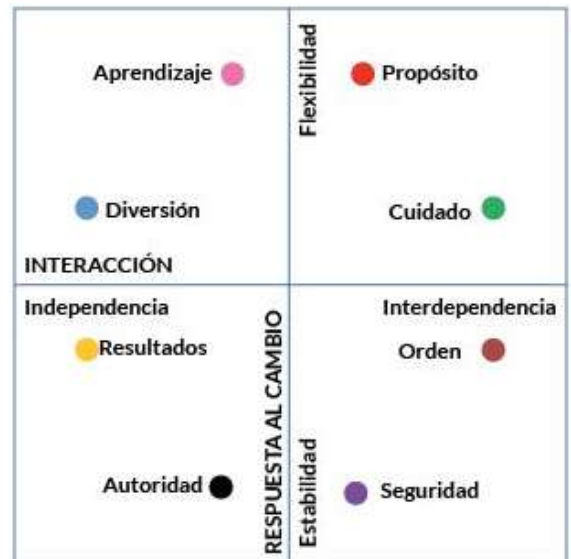 Aprendizaje
Flexibilidad
Propósito
Diversión
Cuidado
INTERACCIÓN
Independencia
Interdependencia
Resultados
RESPUESTA AL CAMBIO
Orden
Autoridad
Estabilidad
Seguridad